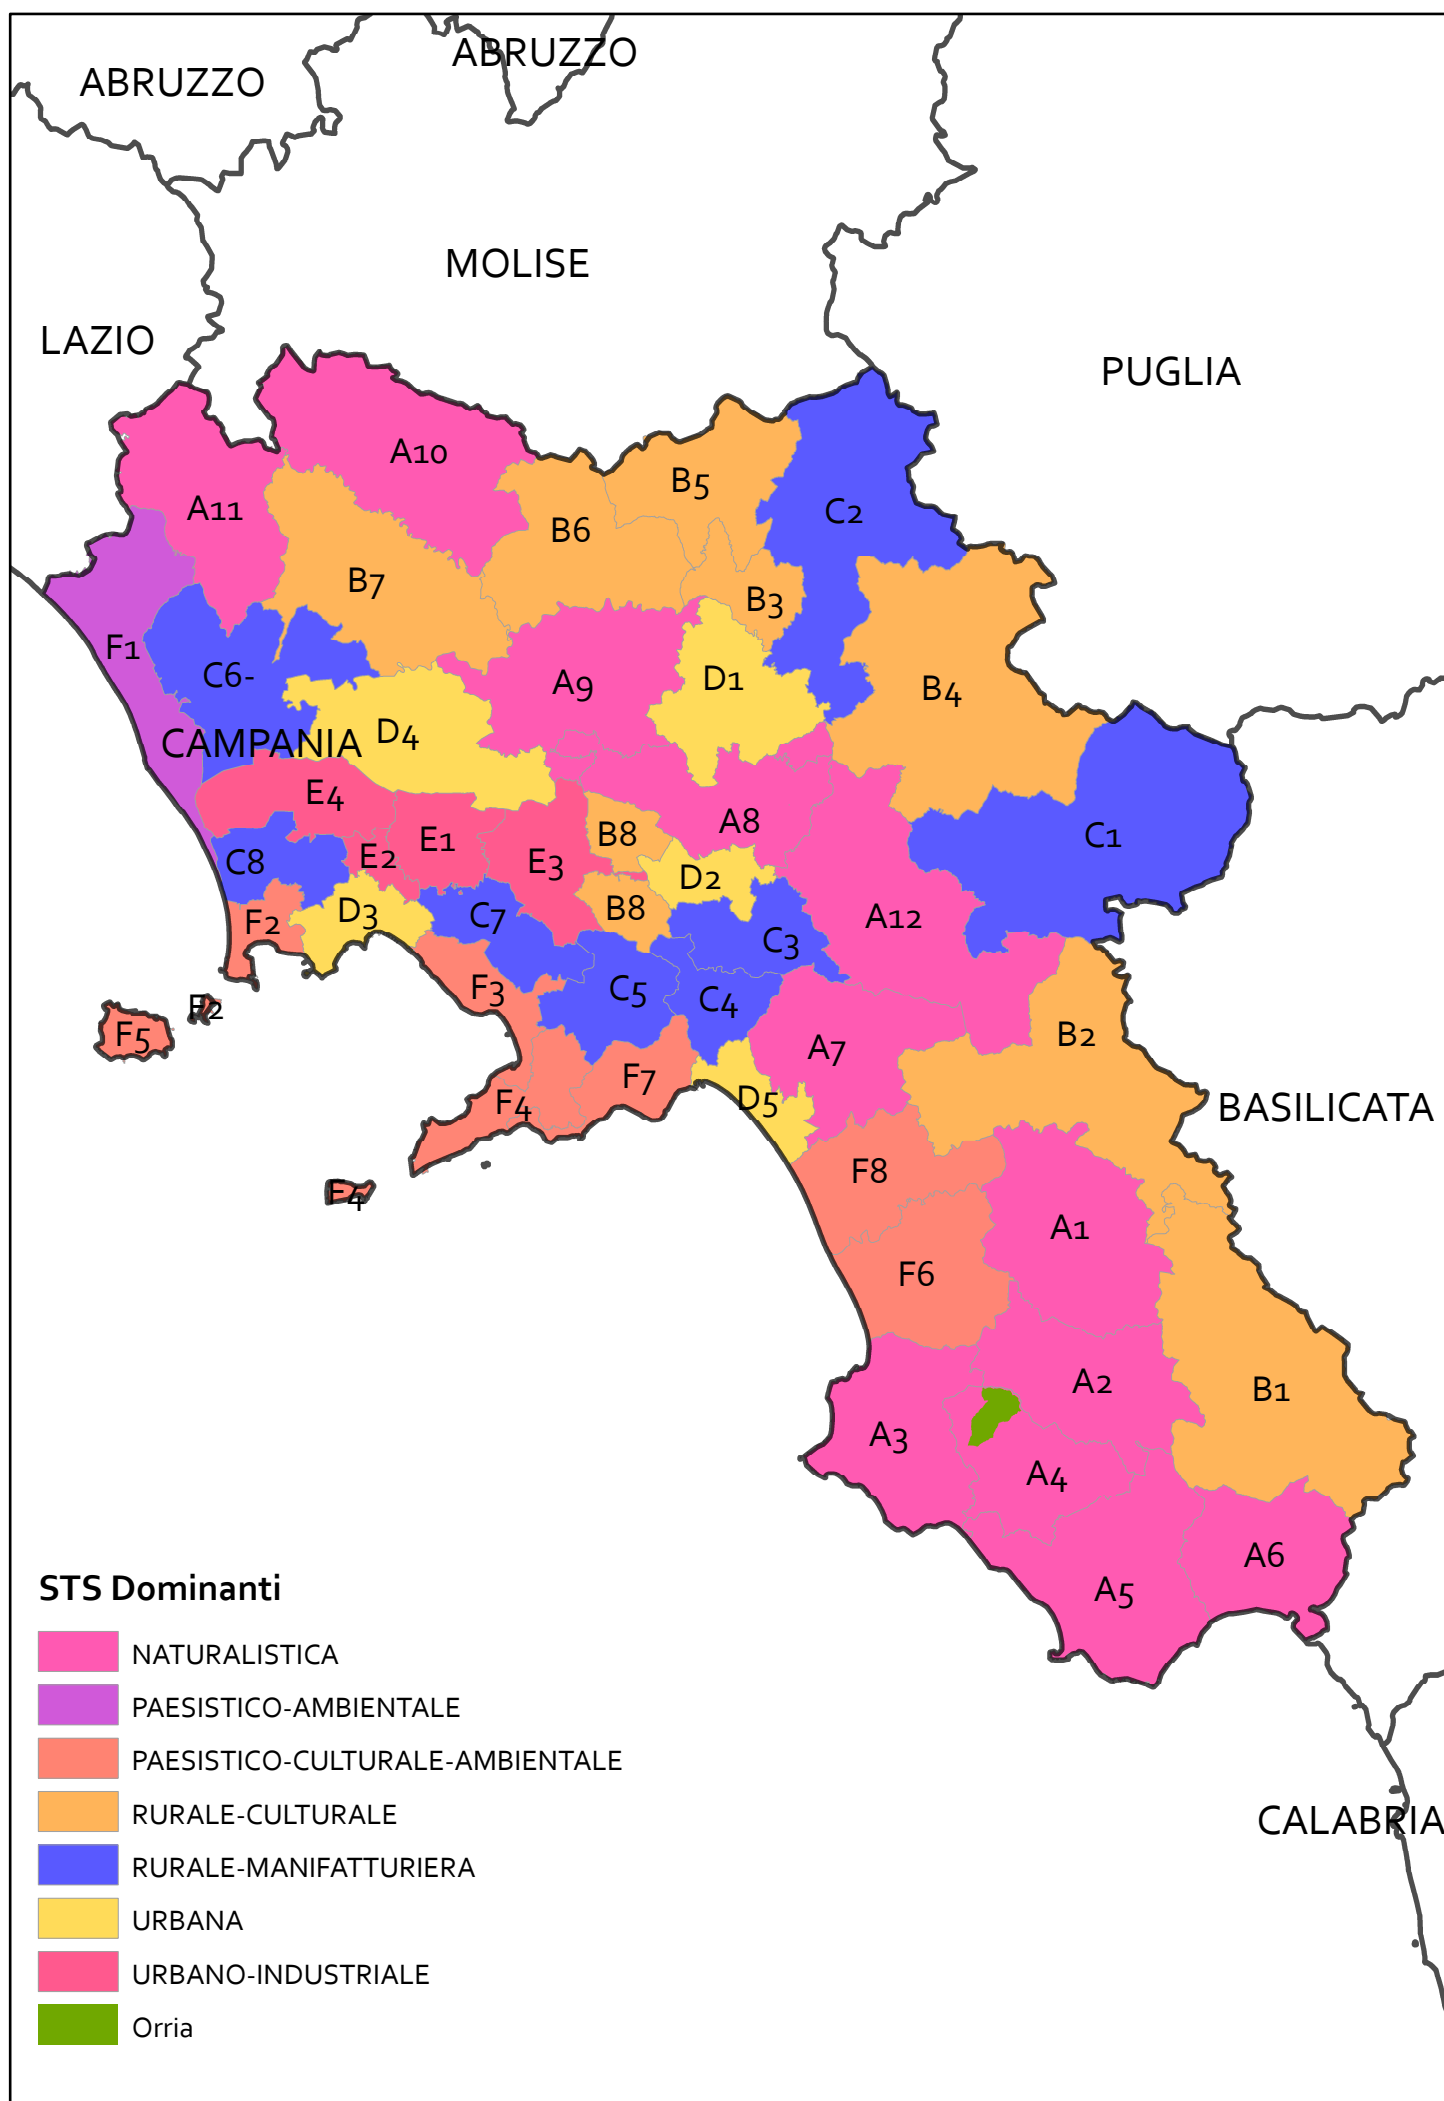 ABRUZZO
ABRUZZO
MOLISE
LAZIO
PUGLIA
A10
B5
A11
C2
B6
B7
B3
F1
C6-
A9
D1
B4
D4
CAMPANIA
E4
A8
B8
E1
C1
E2
E3
C8
D2
B8
D3
C7
F2
A12
C3
F3
C5
C4
F2
F5
B2
A7
F7
F4
D5
BASILICATA
F8
F4
A1
F6
A2
B1
A3
A4
A6
A5
STS Dominanti
NATURALISTICA
PAESISTICO-AMBIENTALE
PAESISTICO-CULTURALE-AMBIENTALE
RURALE-CULTURALE
CALABRIA
RURALE-MANIFATTURIERA
URBANA
URBANO-INDUSTRIALE
Orria